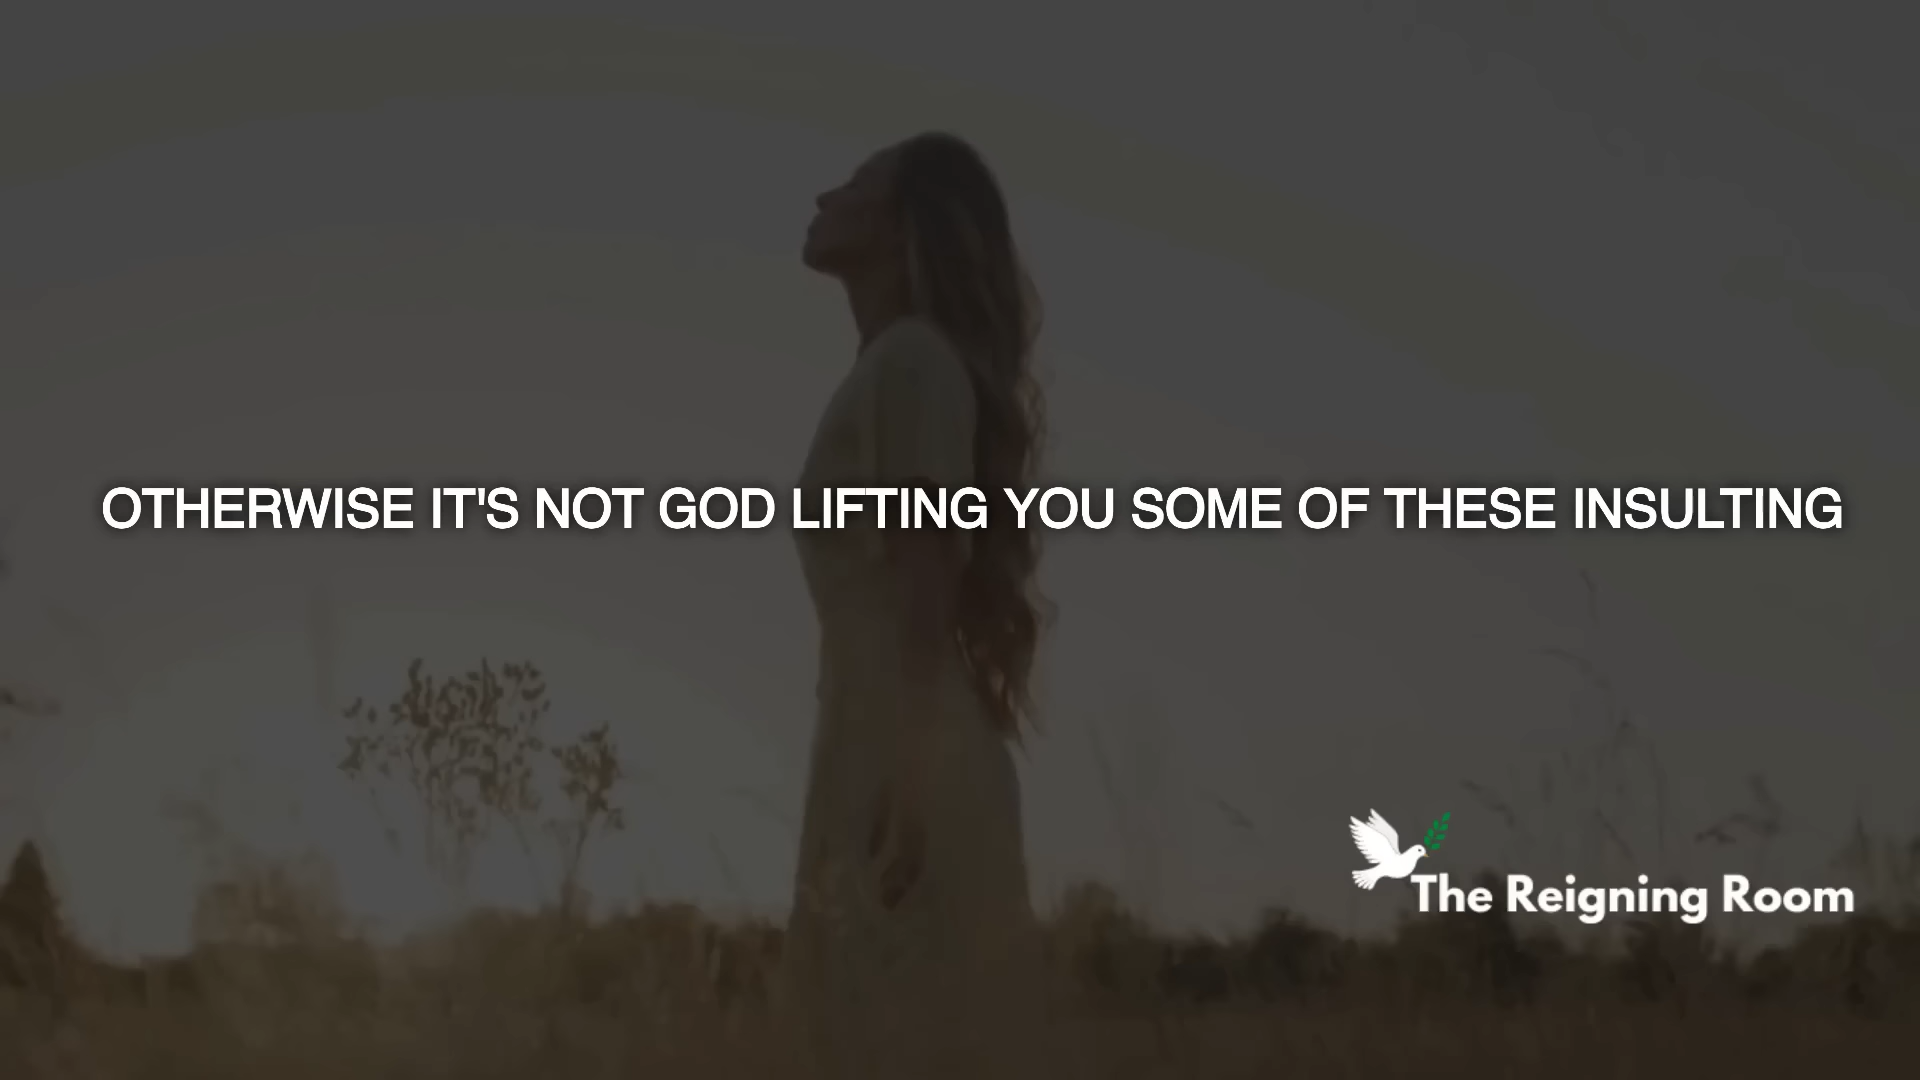 OTHERWISE IT'S NOT GOD LIFTING YOU SOME OF THESE INSULTING
The Reigning Room